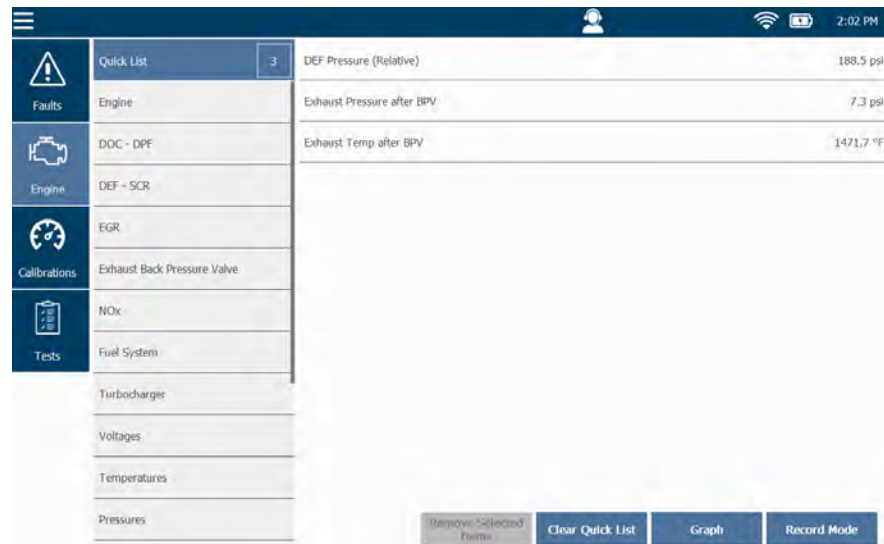 2:02 PM
Faults
Engine
Calibrations
Tests
Quick List 3
Engine
DOC - DPF
DEF - SCR
EGR
Exhaust Back Pressure Valve
NOx
Fuel System
Turbocharger
Voltages
Temperatures
Pressures
DEF Pressure (Relative) 188.5 psi
Exhaust Pressure after BPV 7.3 psi
Exhaust Temp after BPV 1471.7 °F
Remove Selected
Items
Clear Quick List
Graph
Record Mode